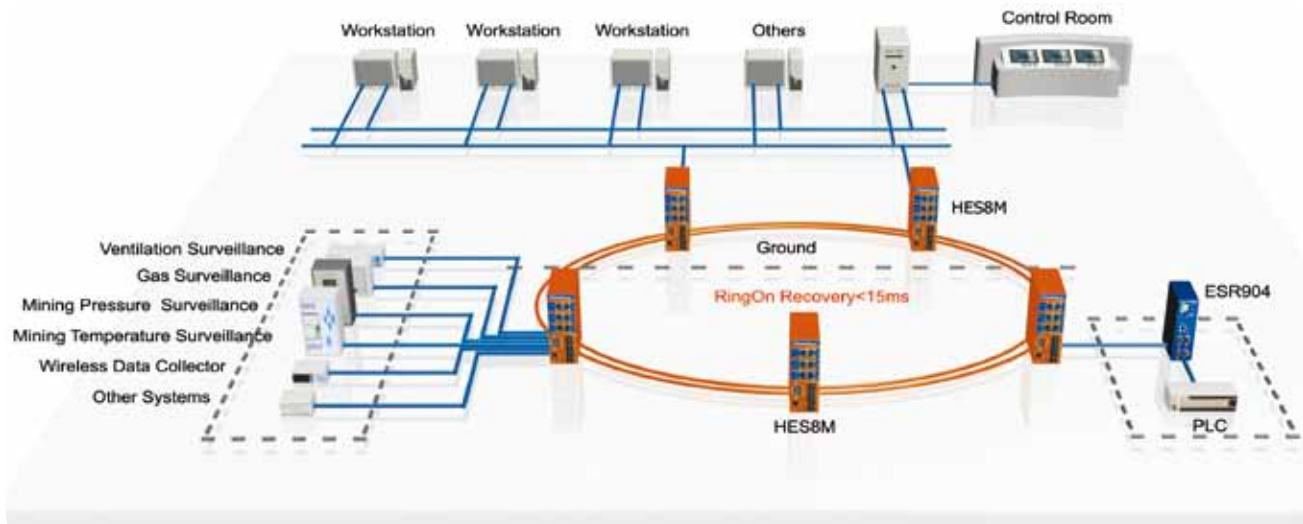 Control Room
Workstation
Workstation
Workstation
Others
HES8M
Ground
Ventilation Surveillance
Gas Surveillance
Mining Pressure Surveillance
Mining Temperature Surveillance
Wireless Data Collector
Other Systems
RingOn Recovery<15ms
ESR904
HES8M
PLC